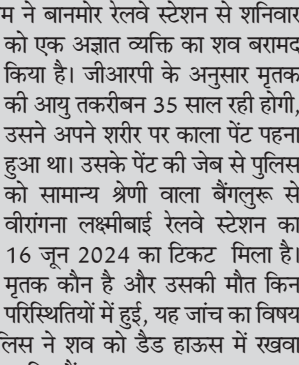 म ने बानमोर रेलवे स्टेशन से शनिवार
को एक अज्ञात व्यक्ति का शव बरामद
किया है। जीआरपी के अनुसार मृतक
की आयु तकरीबन 35 साल रही होगी,
उसने अपने शरीर पर काला पेंट पहना
हुआ था। उसके पेंट की जेब से पुलिस
को सामान्य श्रेणी वाला बैंगलुरू से
वीरांगना लक्ष्मीबाई रेलवे स्टेशन का
16 जून 2024 का टिकट मिला है।
मृतक कौन है और उसकी मौत किन
परिस्थितियों में हुई, यह जांच का विषय
लिस ने शव को डैड हाऊस में रखवा